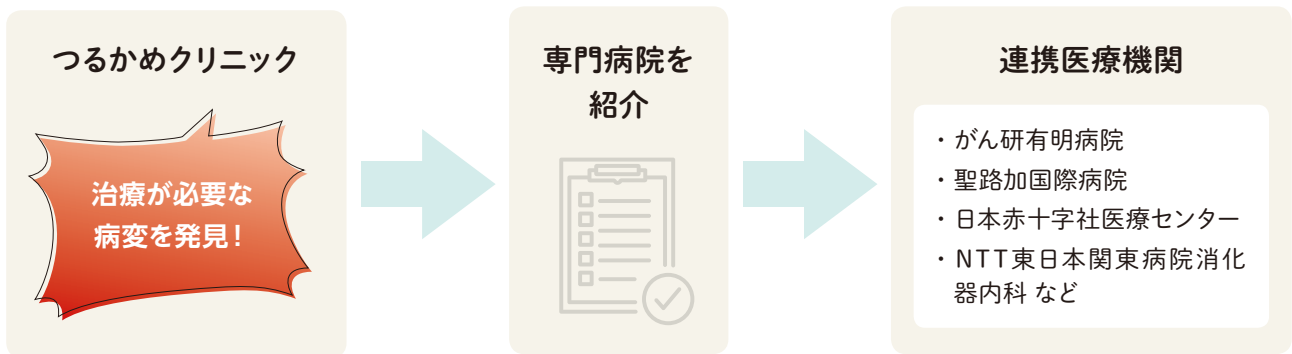 つるかめクリニック
治療が必要な
病変を発見！
専門病院を
紹介
連携医療機関
・がん研有明病院
・聖路加国際病院
・日本赤十字社医療センター
・NTT東日本関東病院消化
器内科 など